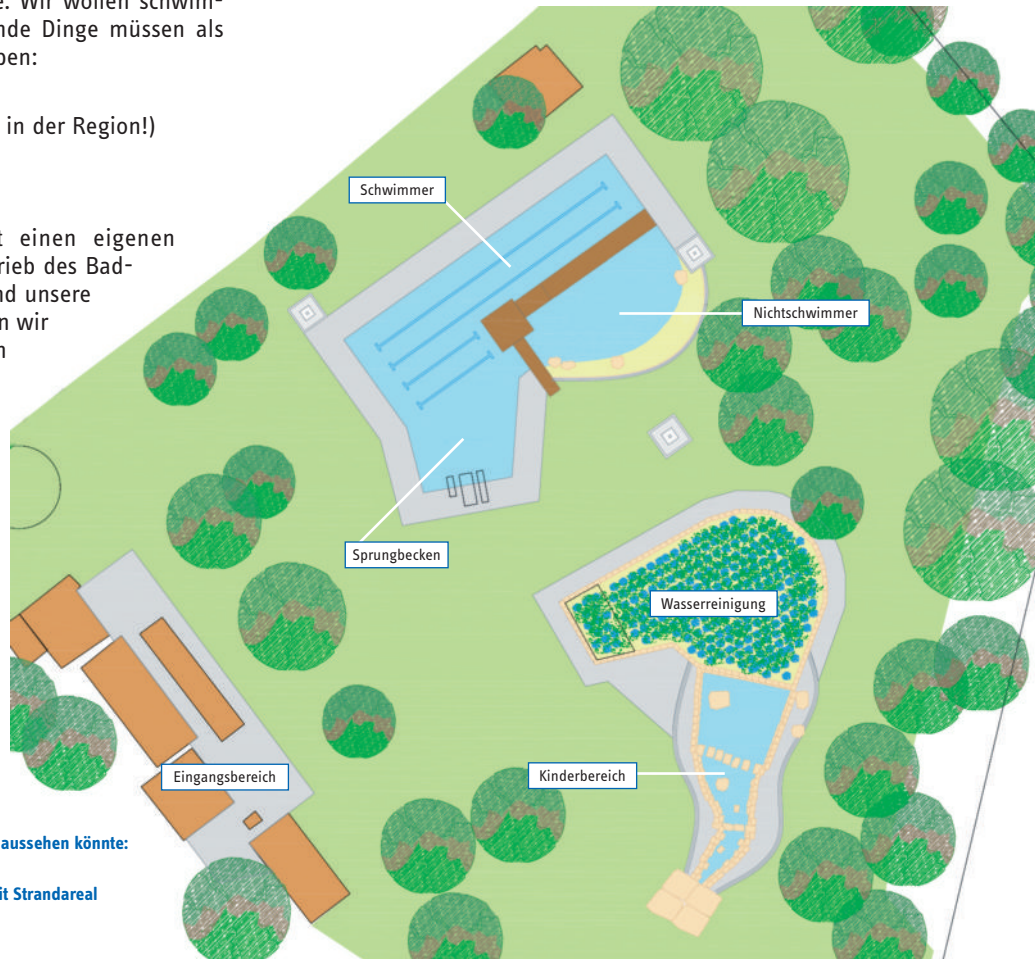 e. Wir wollen schwim-
nde Dinge müssen als
ben:
in der Region!)
t einen eigenen
rieb des Bad-
nd unsere
n wir
n
Schwimmer
Nichtschwimmer
Sprungbecken
Wasserreinigung
Eingangsbereich
Kinderbereich
aussehen könnte:
it Strandareal